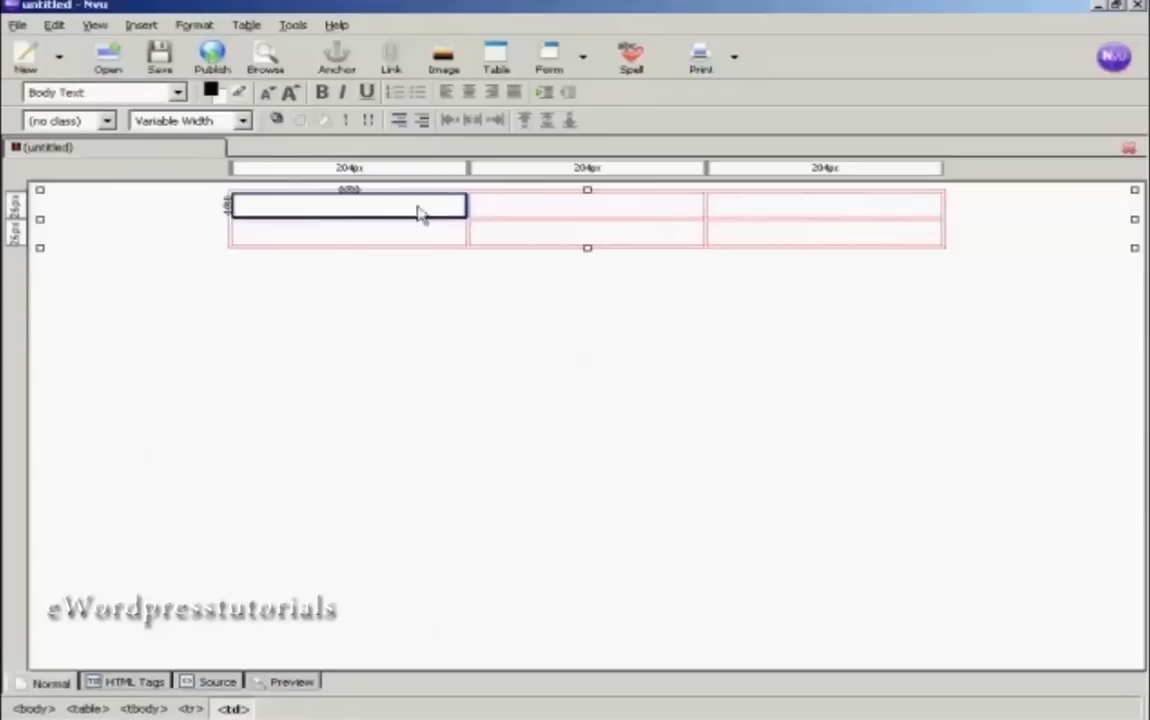 untitled - Nvu
File Edit View Insert Format Table Tools Help
New Open Save Publish Browse Anchor Link Image Table Form Spell Print
Body Text
(no class) Variable Width
(untitled)
204px 204px 204px
26px
26px
eWordpresstutorials
Normal HTML Tags Source Preview
<body> <table> <tbody> <tr> <td>